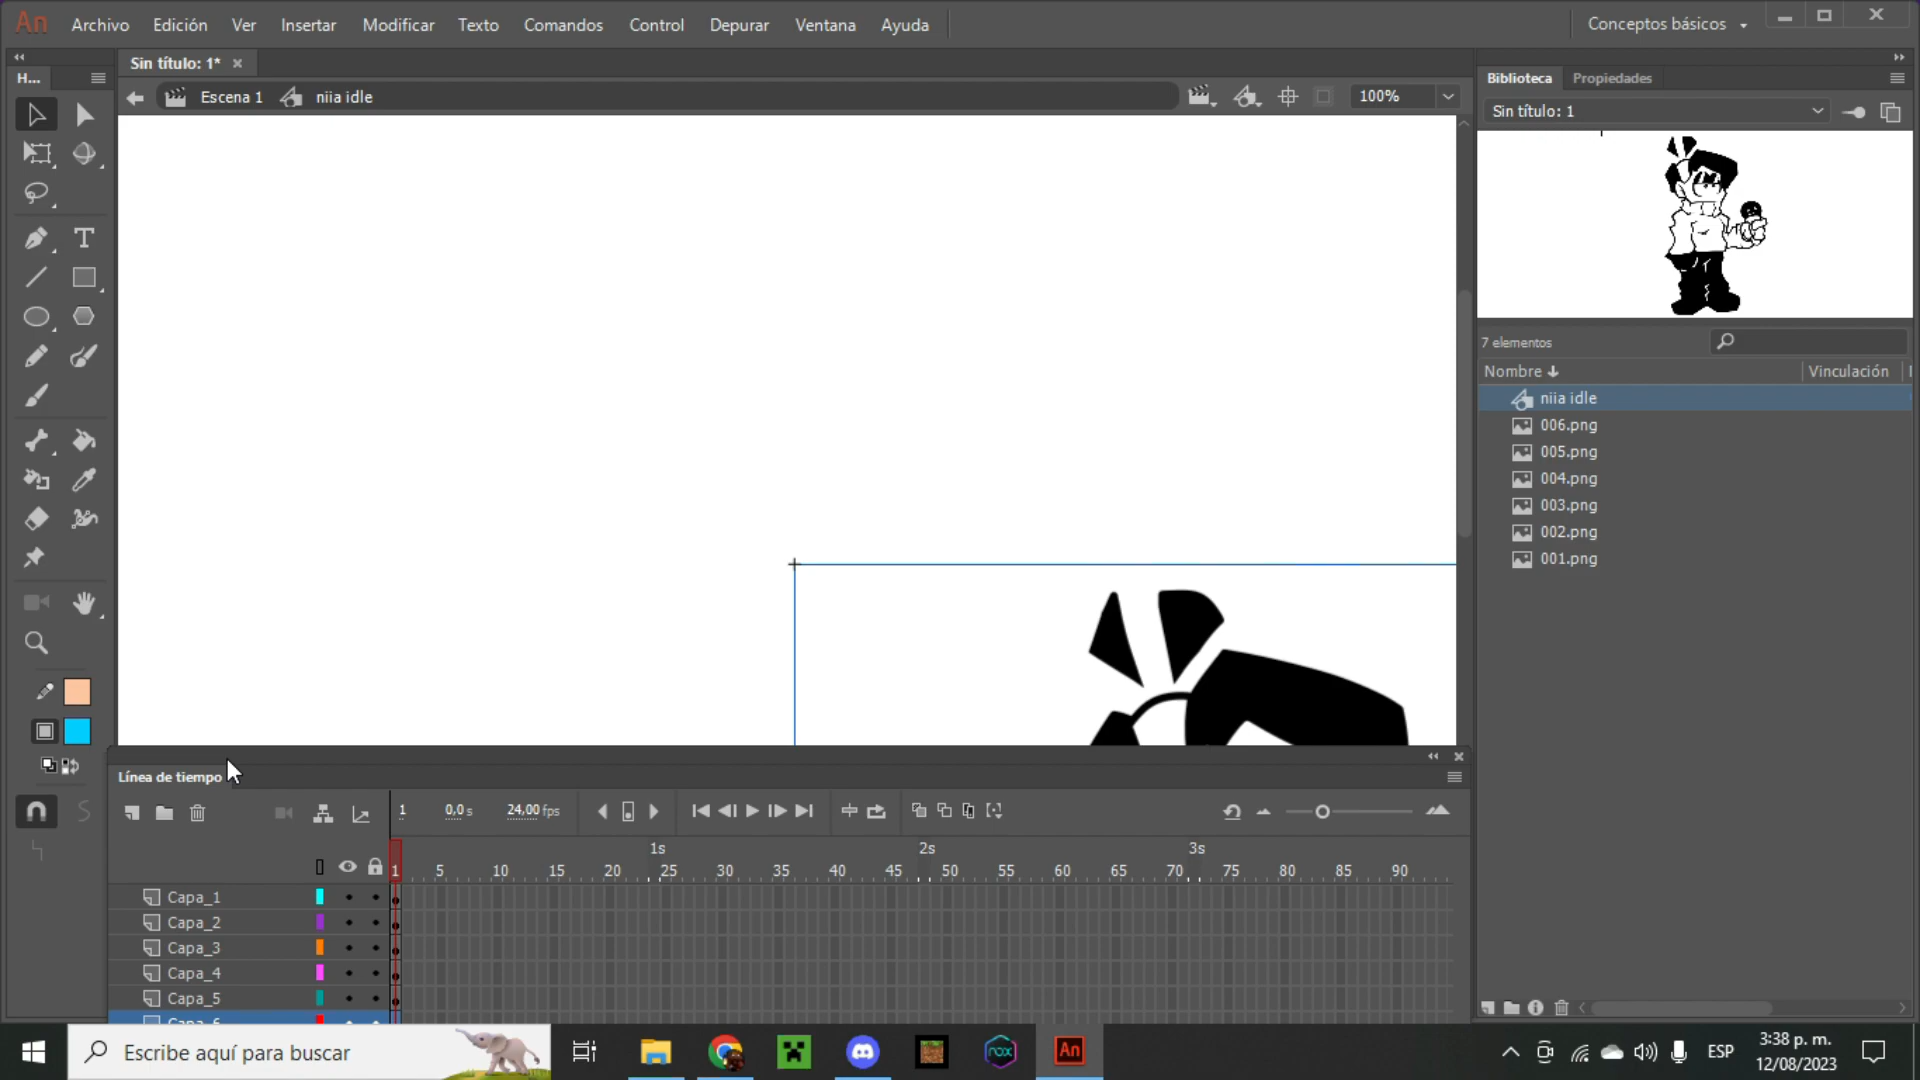 An Archivo Edición Ver Insertar Modificar Texto Comandos Control Depurar Ventana Ayuda Conceptos básicos
Sin título: 1* ×
H...
Escena 1 niia idle 100%
Biblioteca Propiedades
Sin título: 1
7 elementos
Nombre Vinculación
niia idle
006.png
005.png
004.png
003.png
002.png
001.png
T
Línea de tiempo
1 0,0 s 24,00 fps
1s 2s 3s
1 5 10 15 20 25 30 35 40 45 50 55 60 65 70 75 80 85 90
Capa_1
Capa_2
Capa_3
Capa_4
Capa_5
Capa_6
Escribe aquí para buscar
nox
An
ESP
3:38 p. m.
12/08/2023